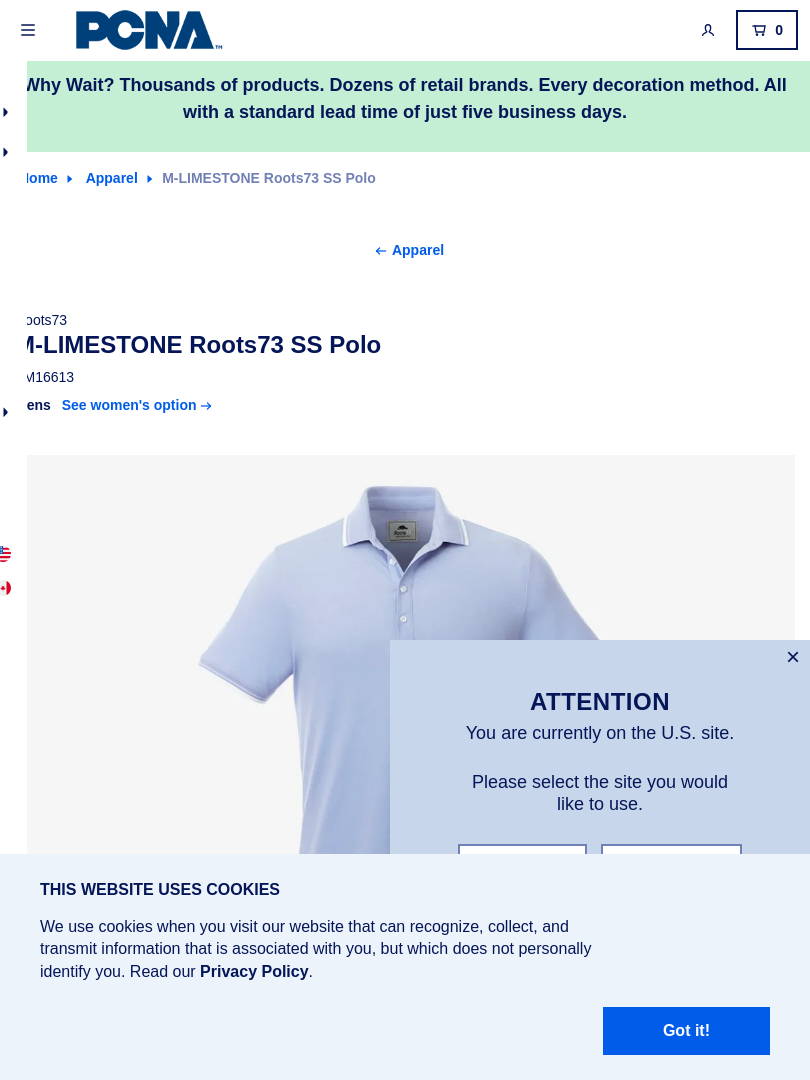 PCNA
TM
0
Why Wait? Thousands of products. Dozens of retail brands. Every decoration method. All
with a standard lead time of just five business days.
Apparel
M-LIMESTONE Roots73 SS Polo
Apparel
M-LIMESTONE Roots73 SS Polo
See women's option
Roots
ATTENTION
You are currently on the U.S. site.
Please select the site you would
like to use.
THIS WEBSITE USES COOKIES
We use cookies when you visit our website that can recognize, collect, and
transmit information that is associated with you, but which does not personally
identify you. Read our Privacy Policy.
Got it!